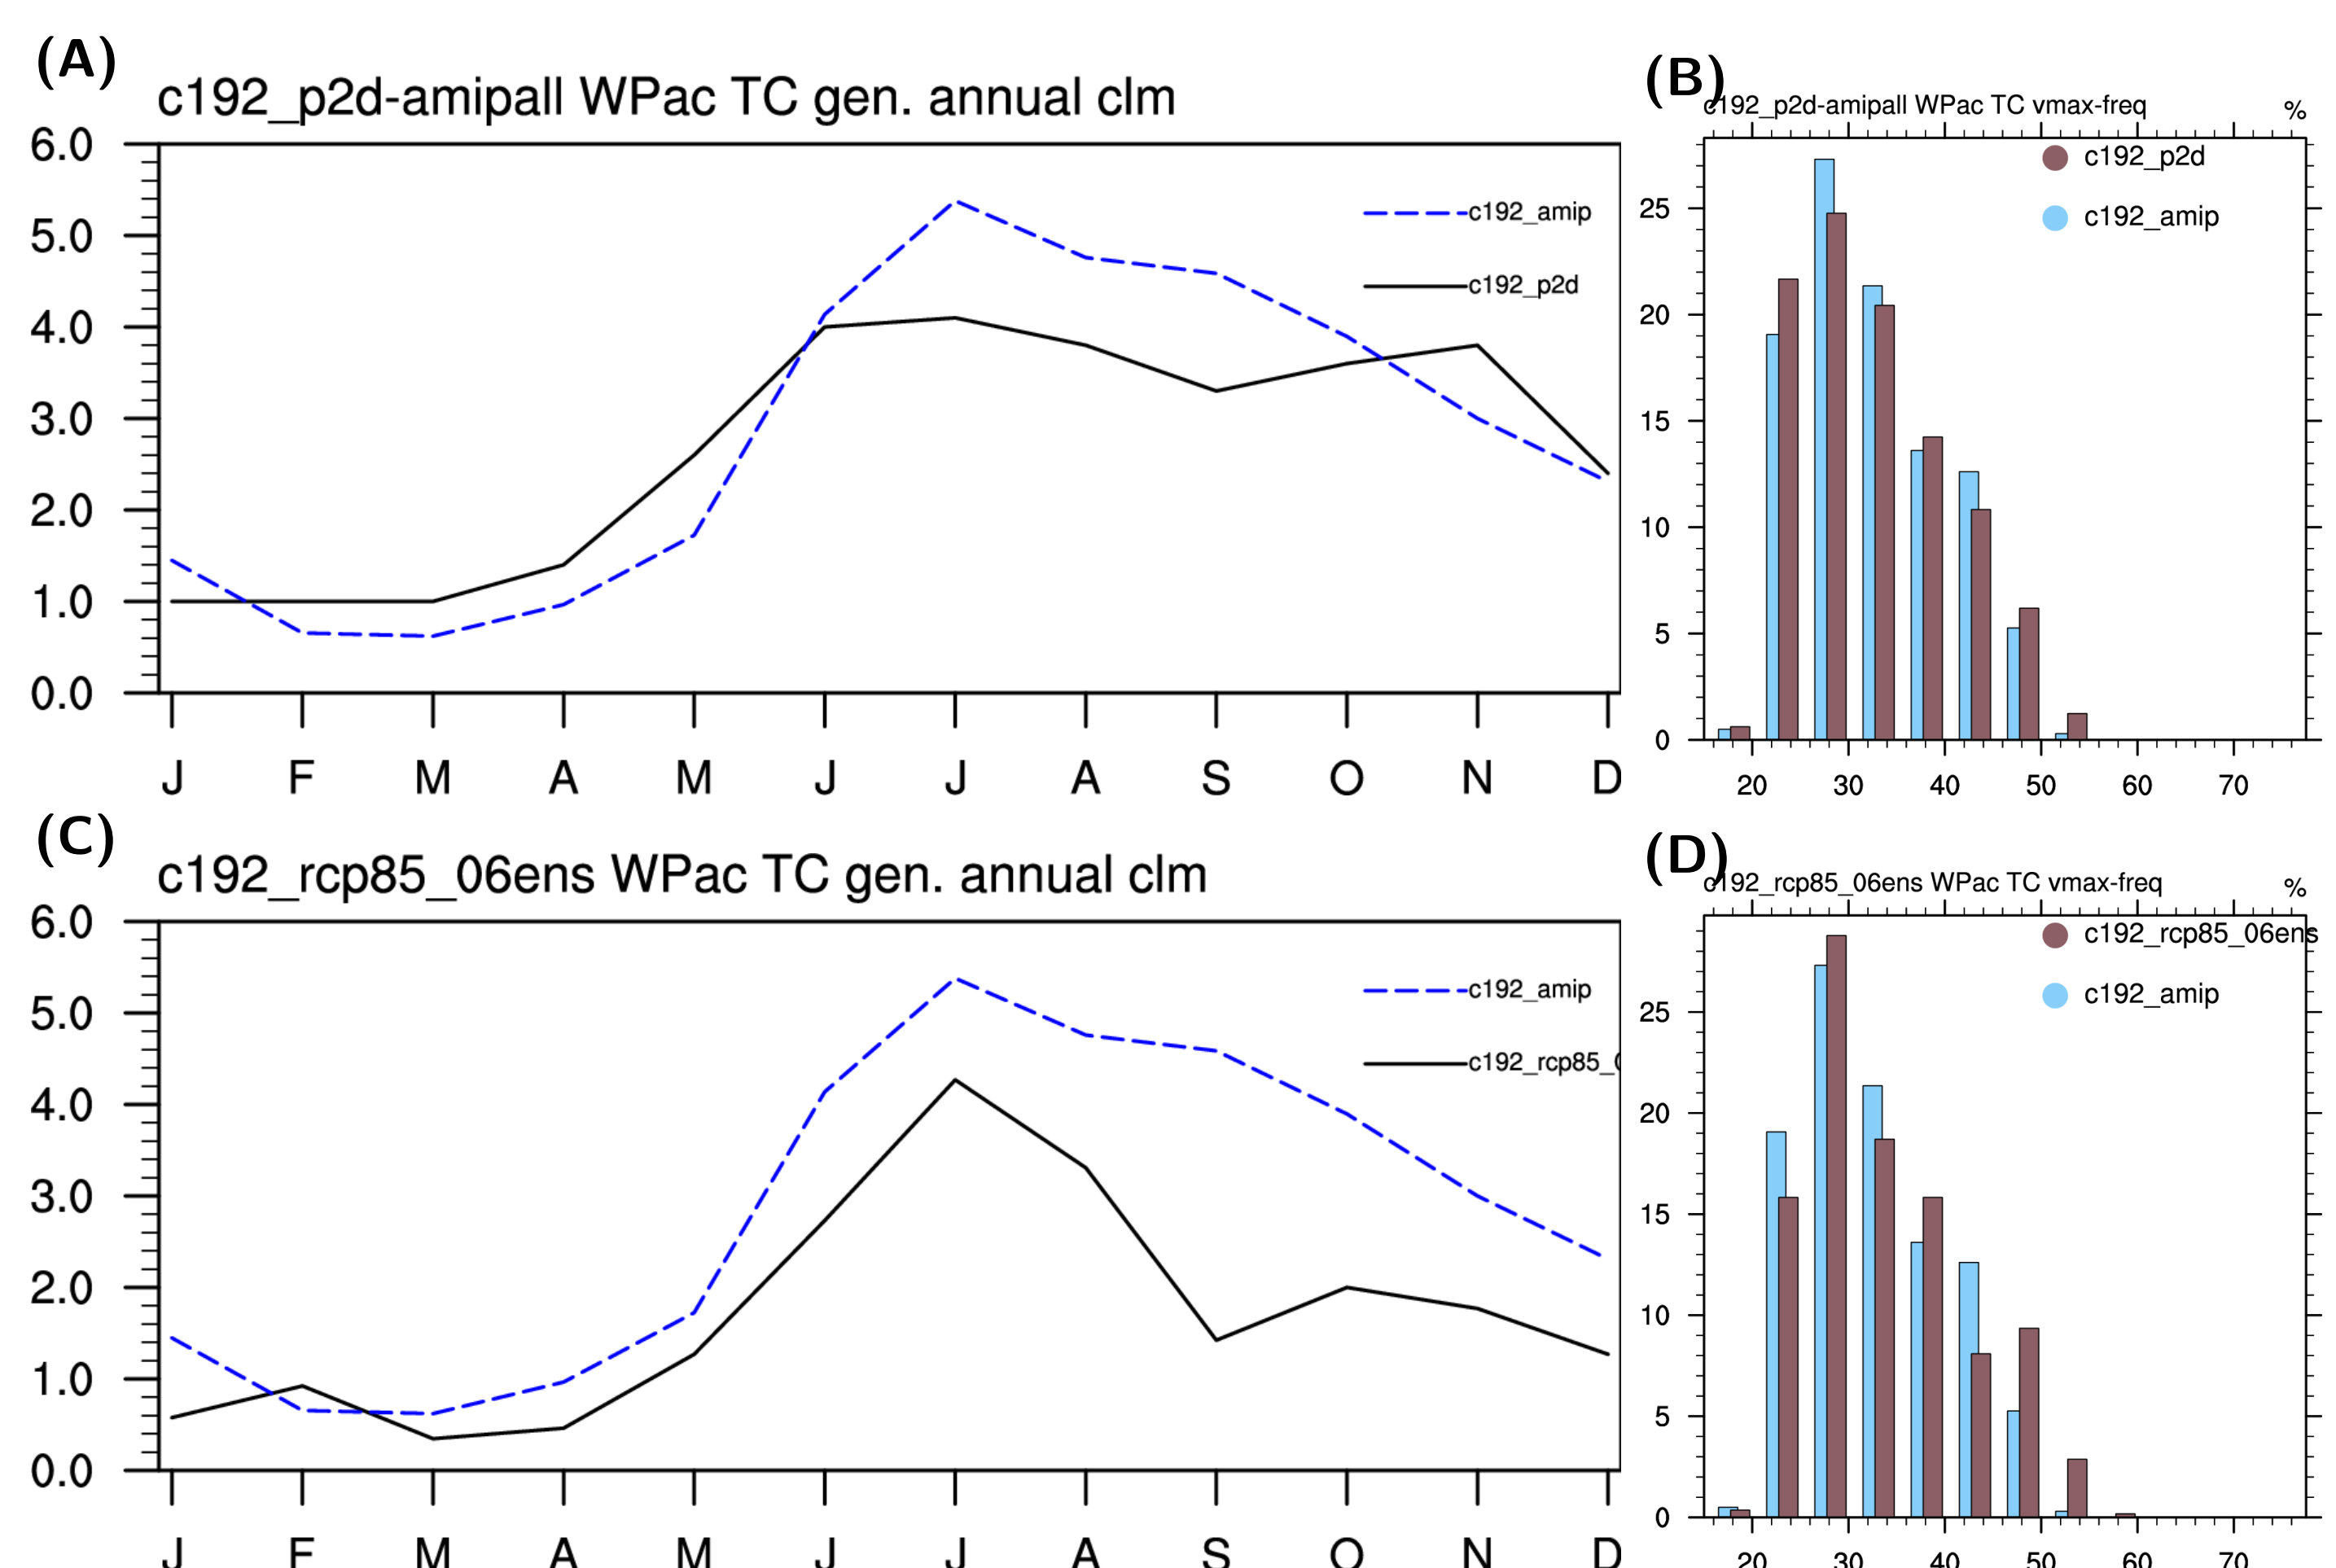 (A)
c192_p2d-amipall WPac TC gen. annual clm
6.0
5.0
4.0
3.0
2.0
1.0
0.0
c192_amip
c192_p2d
J F M A M J J A S O N D
(B)
c192_p2d-amipall WPac TC vmax-freq %
25
20
15
10
5
0
c192_p2d
c192_amip
20 30 40 50 60 70
(C)
c192_rcp85_06ens WPac TC gen. annual clm
6.0
5.0
4.0
3.0
2.0
1.0
0.0
c192_amip
c192_rcp85_
J F M A M J J A S O N D
(D)
c192_rcp85_06ens WPac TC vmax-freq %
25
20
15
10
5
0
c192_rcp85_06ens
c192_amip
20 30 40 50 60 70